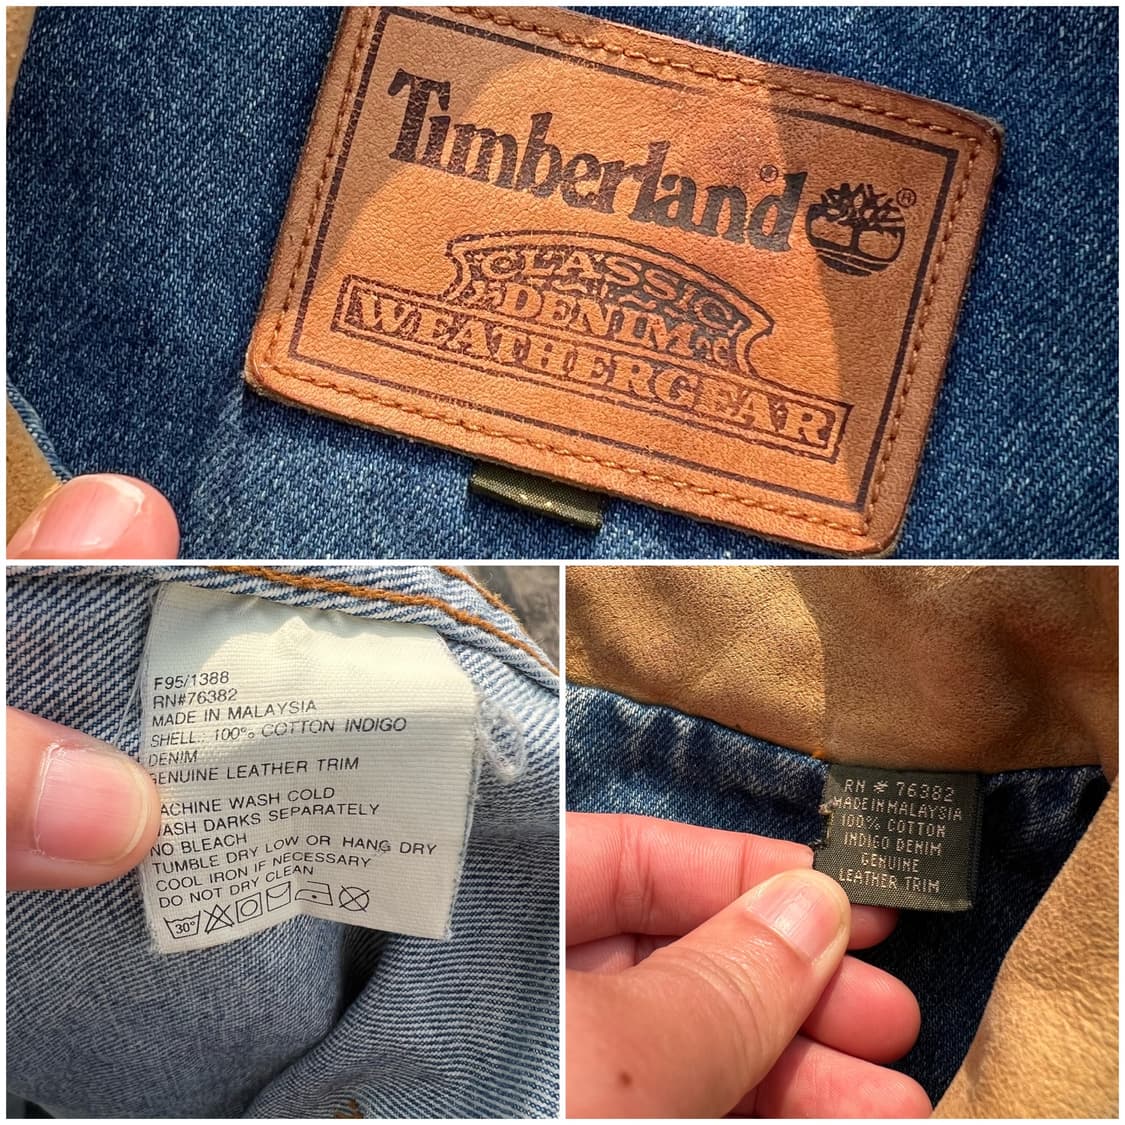 Timberland®
®
CLASSIC
DENIM
WEATHERGEAR
F95/1388
RN#76382
MADE IN MALAYSIA
SHELL: 100% COTTON INDIGO
DENIM
GENUINE LEATHER TRIM
ACHINE WASH COLD
ASH DARKS SEPARATELY
NO BLEACH
TUMBLE DRY LOW OR HANG DRY
COOL IRON IF NECESSARY
DO NOT DRY CLEAN
30°
RN # 76382
MADE IN MALAYSIA
100% COTTON
INDIGO DENIM
GENUINE
LEATHER TRIM